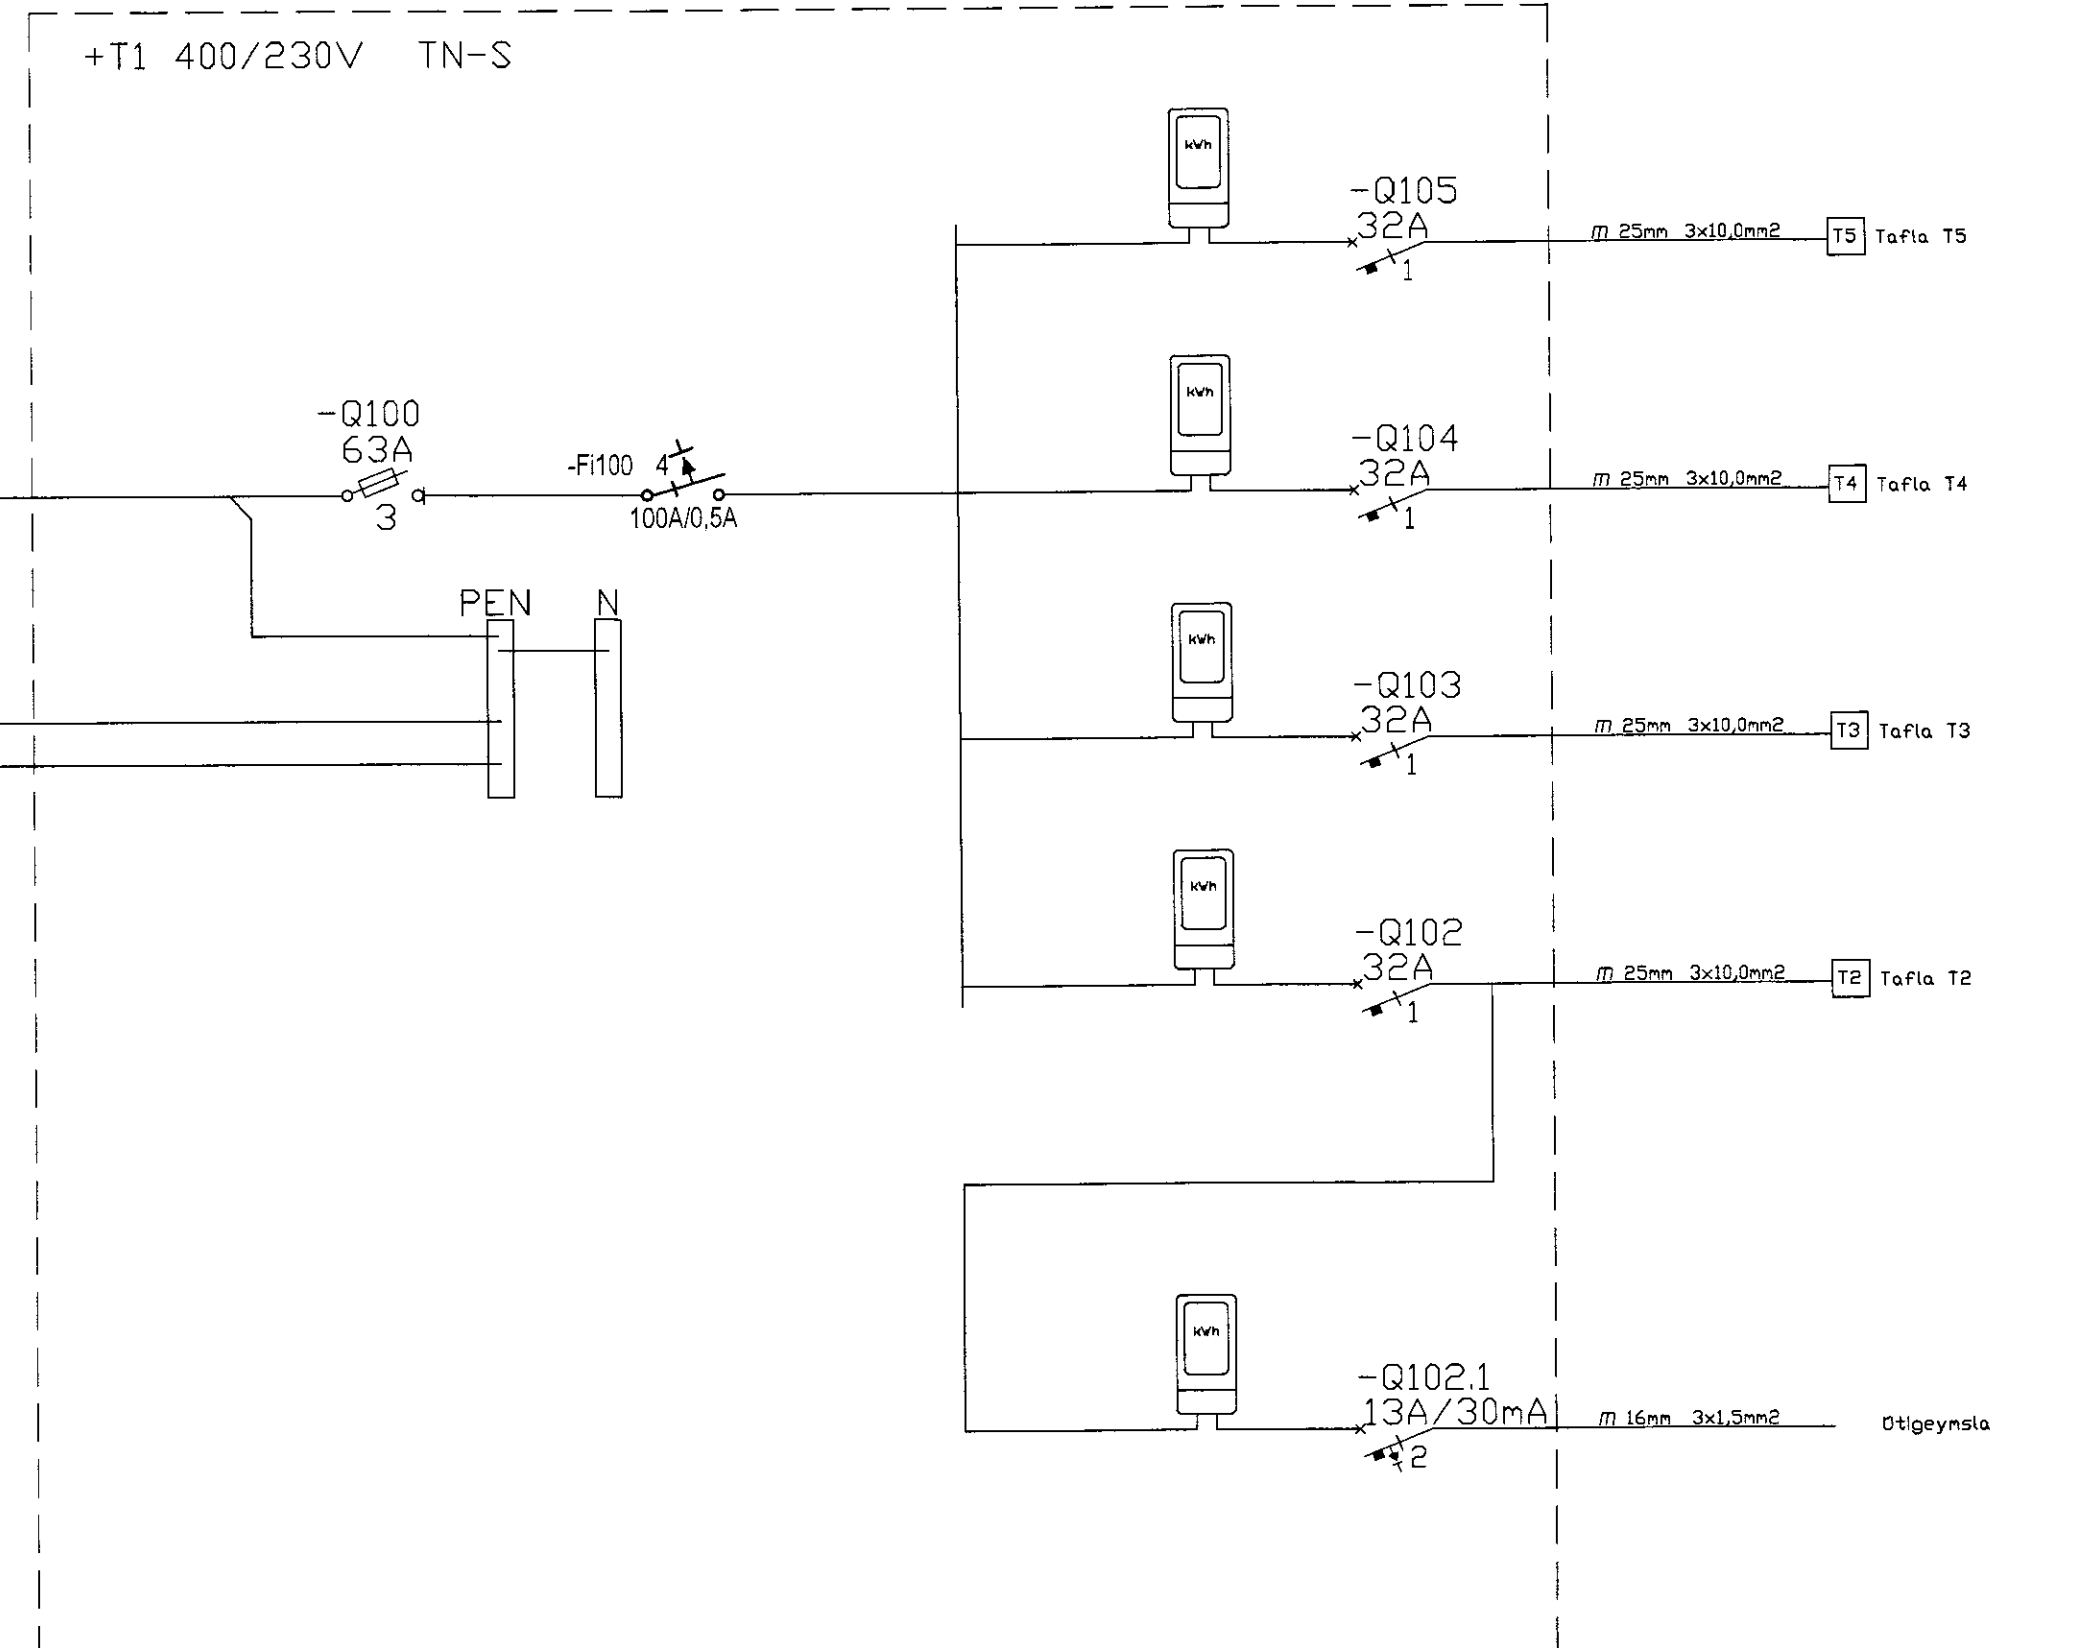 +T1 400/230V TN-S
kWh
-Q105
32A
1
m 25mm 3x10,0mm2
T5 Tafla T5
kWh
-Q104
32A
1
m 25mm 3x10,0mm2
T4 Tafla T4
-Q100
63A
3
-Fi100 4
100A/0,5A
PEN N
kWh
-Q103
32A
1
m 25mm 3x10,0mm2
T3 Tafla T3
kWh
-Q102
32A
1
m 25mm 3x10,0mm2
T2 Tafla T2
kWh
-Q102.1
13A/30mA
2
m 16mm 3x1,5mm2